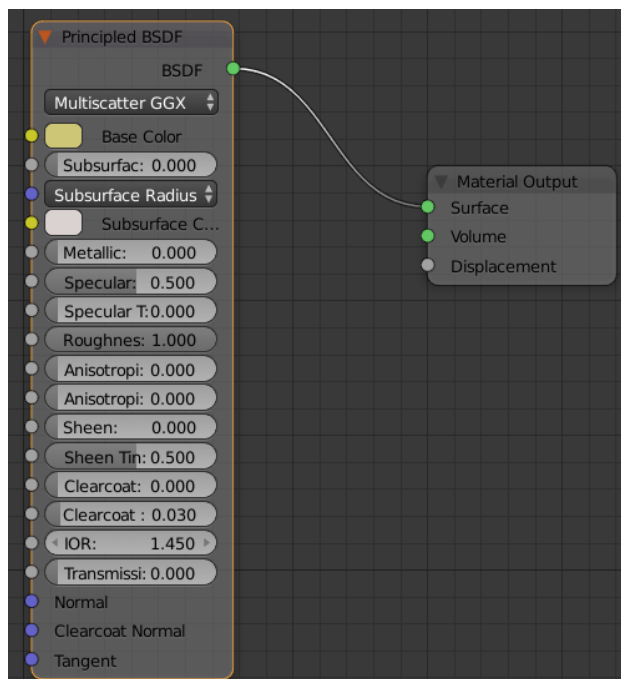 Principled BSDF
BSDF
Multiscatter GGX
Base Color
Subsurfac: 0.000
Subsurface Radius
Subsurface C...
Metallic: 0.000
Specular: 0.500
Specular T: 0.000
Roughnes: 1.000
Anisotropi: 0.000
Anisotropi: 0.000
Sheen: 0.000
Sheen Tin: 0.500
Clearcoat: 0.000
Clearcoat : 0.030
IOR: 1.450
Transmissi: 0.000
Normal
Clearcoat Normal
Tangent
Material Output
Surface
Volume
Displacement